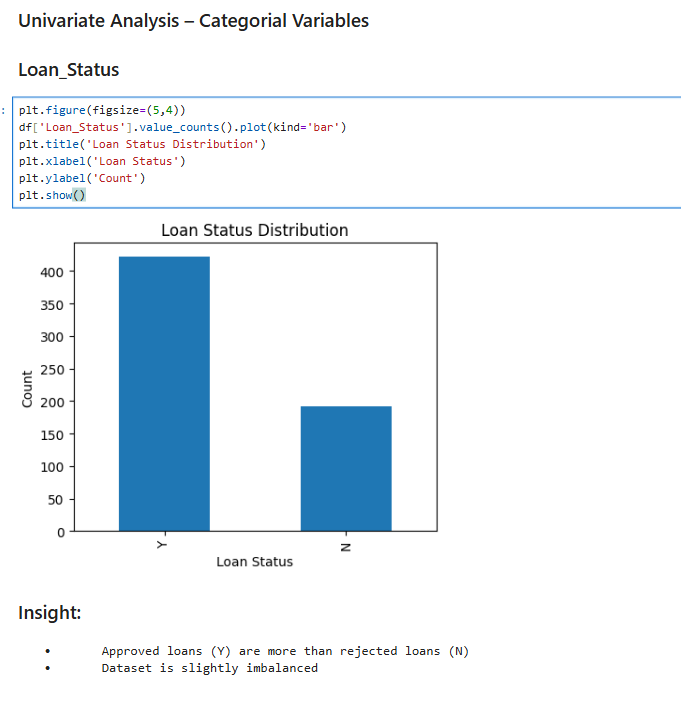 Univariate Analysis – Categorial Variables
Loan_Status
:
plt.figure(figsize=(5,4))
df['Loan_Status'].value_counts().plot(kind='bar')
plt.title('Loan Status Distribution')
plt.xlabel('Loan Status')
plt.ylabel('Count')
plt.show()
Loan Status Distribution
400
350
300
250
200
150
100
50
0
Count
Y
N
Loan Status
Insight:
• Approved loans (Y) are more than rejected loans (N)
• Dataset is slightly imbalanced